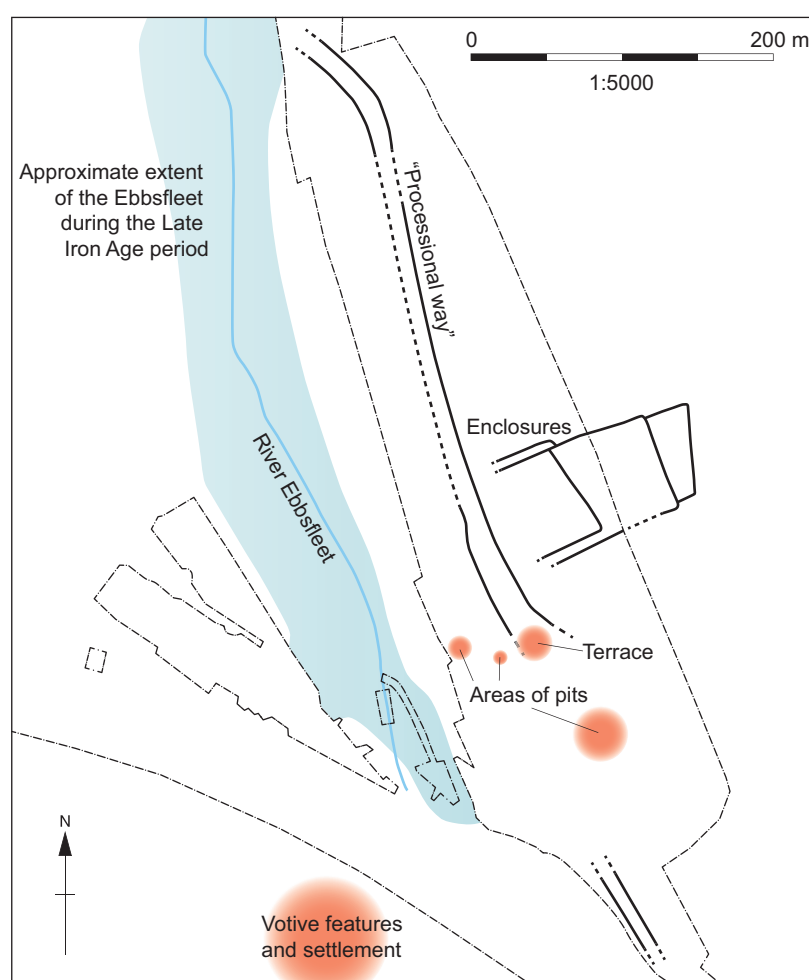 0 200 m
1:5000
Approximate extent
of the Ebbsfleet
during the Late
Iron Age period
“Processional way”
Enclosures
River Ebbsfleet
Terrace
Areas of pits
N
Votive features
and settlement